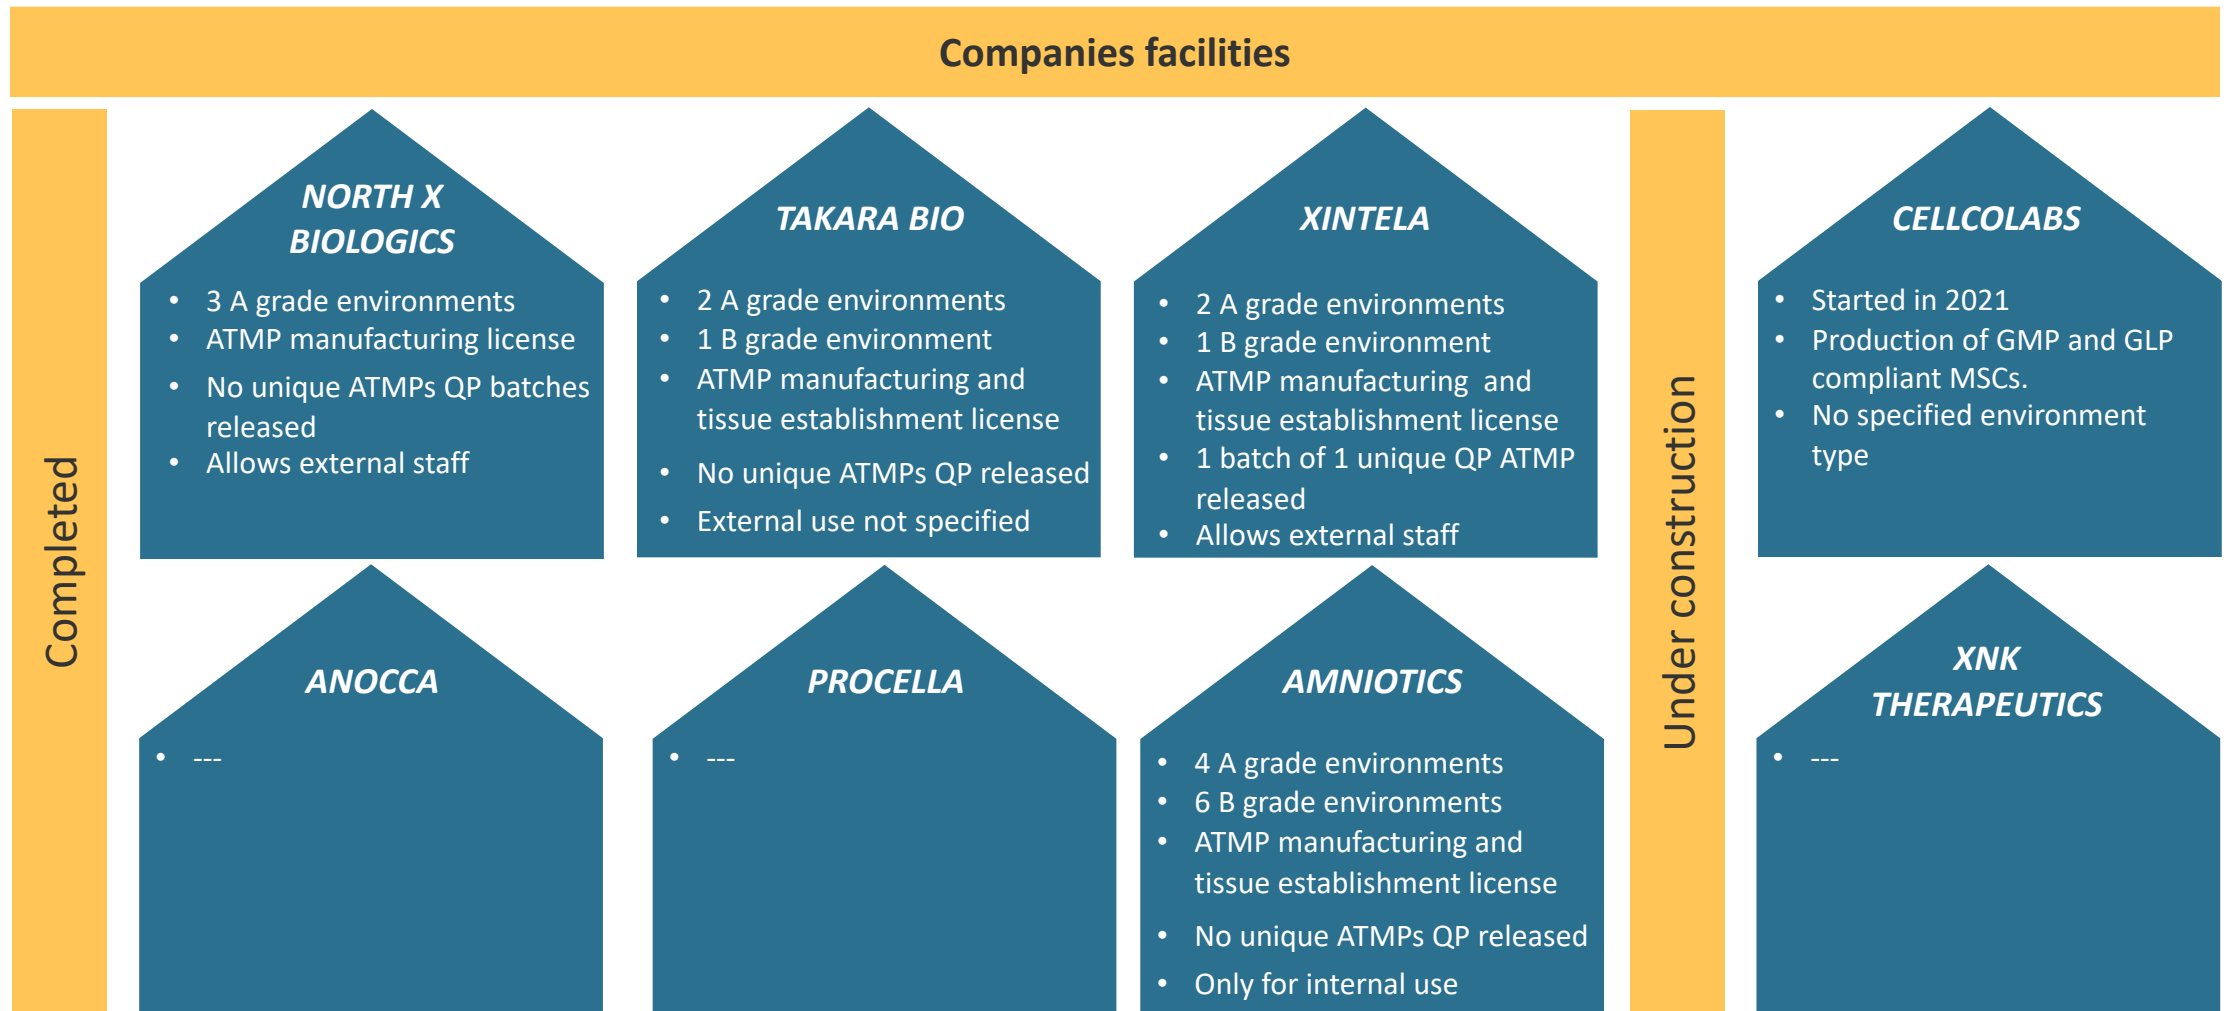 Companies facilities
Completed
NORTH X
BIOLOGICS
• 3 A grade environments
• ATMP manufacturing license
• No unique ATMPs QP batches
released
• Allows external staff
TAKARA BIO
• 2 A grade environments
• 1 B grade environment
• ATMP manufacturing and
tissue establishment license
• No unique ATMPs QP released
• External use not specified
XINTELA
• 2 A grade environments
• 1 B grade environment
• ATMP manufacturing and
tissue establishment license
• 1 batch of 1 unique QP ATMP
released
• Allows external staff
ANOCCA
• ---
PROCELLA
• ---
AMNIOTICS
• 4 A grade environments
• 6 B grade environments
• ATMP manufacturing and
tissue establishment license
• No unique ATMPs QP released
• Only for internal use
Under construction
CELLCOLABS
• Started in 2021
• Production of GMP and GLP
compliant MSCs.
• No specified environment
type
XNK
THERAPEUTICS
• ---